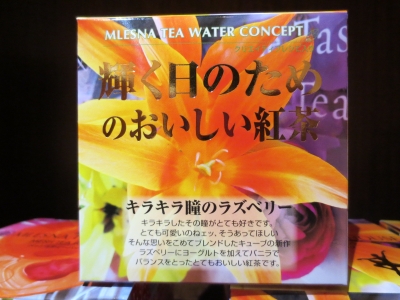 MLESNA TEA WATER CONCEPT
Tas
Tea
輝く日のため
のおいしい紅茶
キラキラ瞳のラズベリー
キラキラしたその瞳がとても好きです。
とても可愛いのねェッ、そうあってほしい
そんな思いをこめてブレンドしたキューブの新作
ラズベリーにヨーグルトを加えてバニラで
バランスをとったとてもおいしい紅茶です。